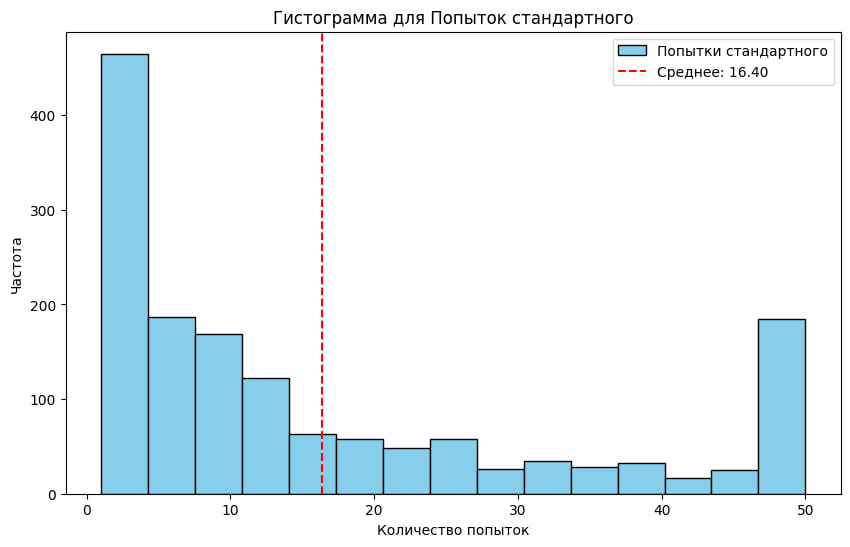 Гистограмма для Попыток стандартного
Попытки стандартного
Среднее: 16.40
Частота
400
300
200
100
0
0 10 20 30 40 50
Количество попыток